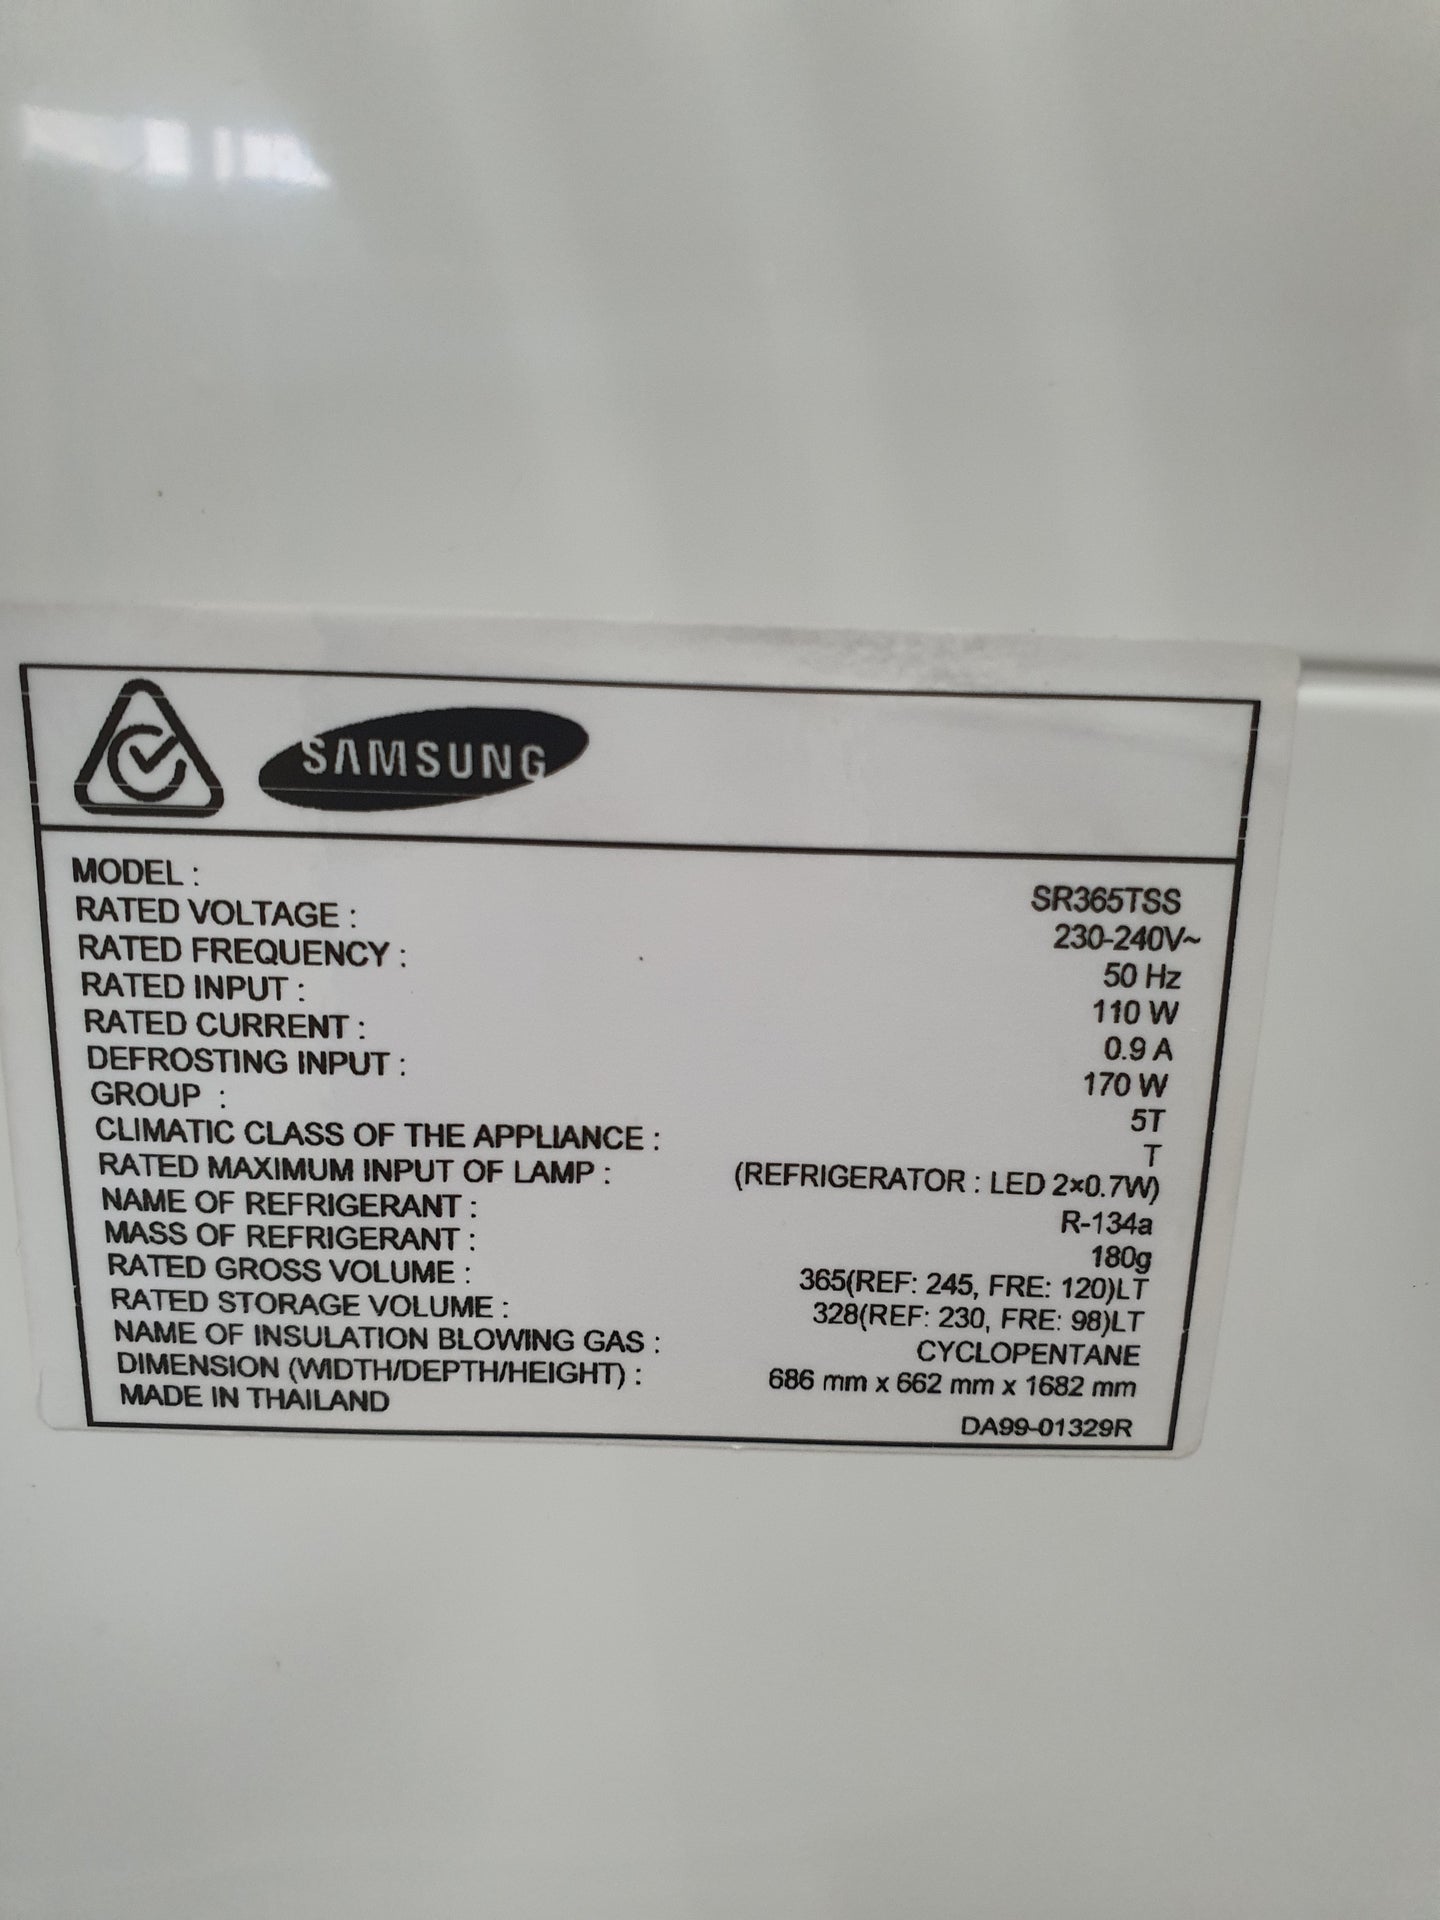 SAMSUNG
MODEL : SR365TSS
RATED VOLTAGE : 230-240V~
RATED FREQUENCY : 50 Hz
RATED INPUT : 110 W
RATED CURRENT : 0.9 A
DEFROSTING INPUT : 170 W
GROUP : 5T
CLIMATIC CLASS OF THE APPLIANCE : T
RATED MAXIMUM INPUT OF LAMP : (REFRIGERATOR : LED 2×0.7W)
NAME OF REFRIGERANT : R-134a
MASS OF REFRIGERANT : 180g
RATED GROSS VOLUME : 365(REF: 245, FRE: 120)LT
RATED STORAGE VOLUME : 328(REF: 230, FRE: 98)LT
NAME OF INSULATION BLOWING GAS : CYCLOPENTANE
DIMENSION (WIDTH/DEPTH/HEIGHT) : 686 mm x 662 mm x 1682 mm
MADE IN THAILAND DA99-01329R